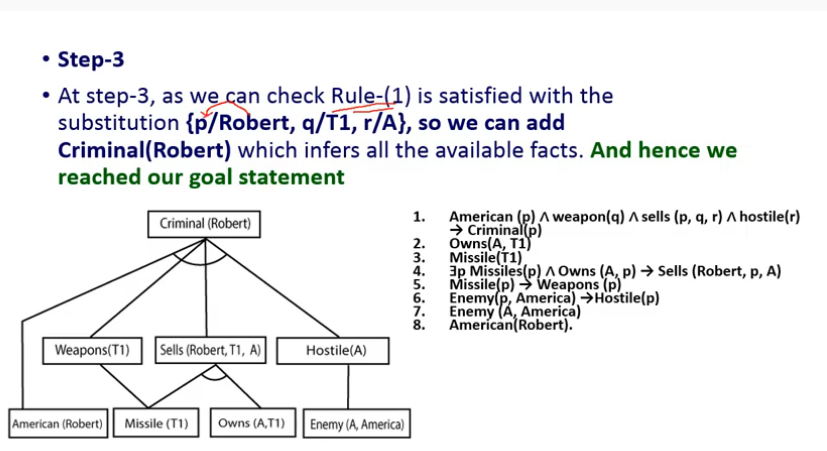 • Step-3
• At step-3, as we can check Rule-(1) is satisfied with the
substitution {p/Robert, q/T1, r/A}, so we can add
Criminal(Robert) which infers all the available facts. And hence we
reached our goal statement
Criminal (Robert)
Weapons(T1)
Sells (Robert, T1, A)
Hostile(A)
American (Robert)
Missile (T1)
Owns (A,T1)
Enemy (A, America)
1. American (p) ∧ weapon(q) ∧ sells (p, q, r) ∧ hostile(r)
→ Criminal(p)
2. Owns(A, T1)
3. Missile(T1)
4. ∃p Missiles(p) ∧ Owns (A, p) → Sells (Robert, p, A)
5. Missile(p) → Weapons (p)
6. Enemy(p, America) →Hostile(p)
7. Enemy (A, America)
8. American(Robert).